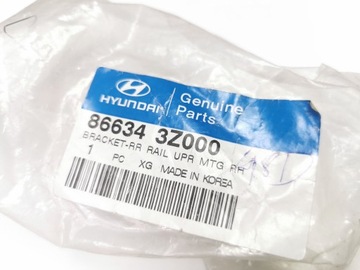 HYUNDAI
Genuine
Parts
86634 3Z000
BRACKET-RR RAIL UPR MTG RH
1 PC XG MADE IN KOREA